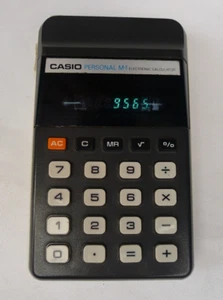 CASIO PERSONAL-M1 ELECTRONIC CALCULATOR
9565.
AC C MR √ %
7 8 9 ÷
4 5 6 ×
1 2 3 −
0 · = +